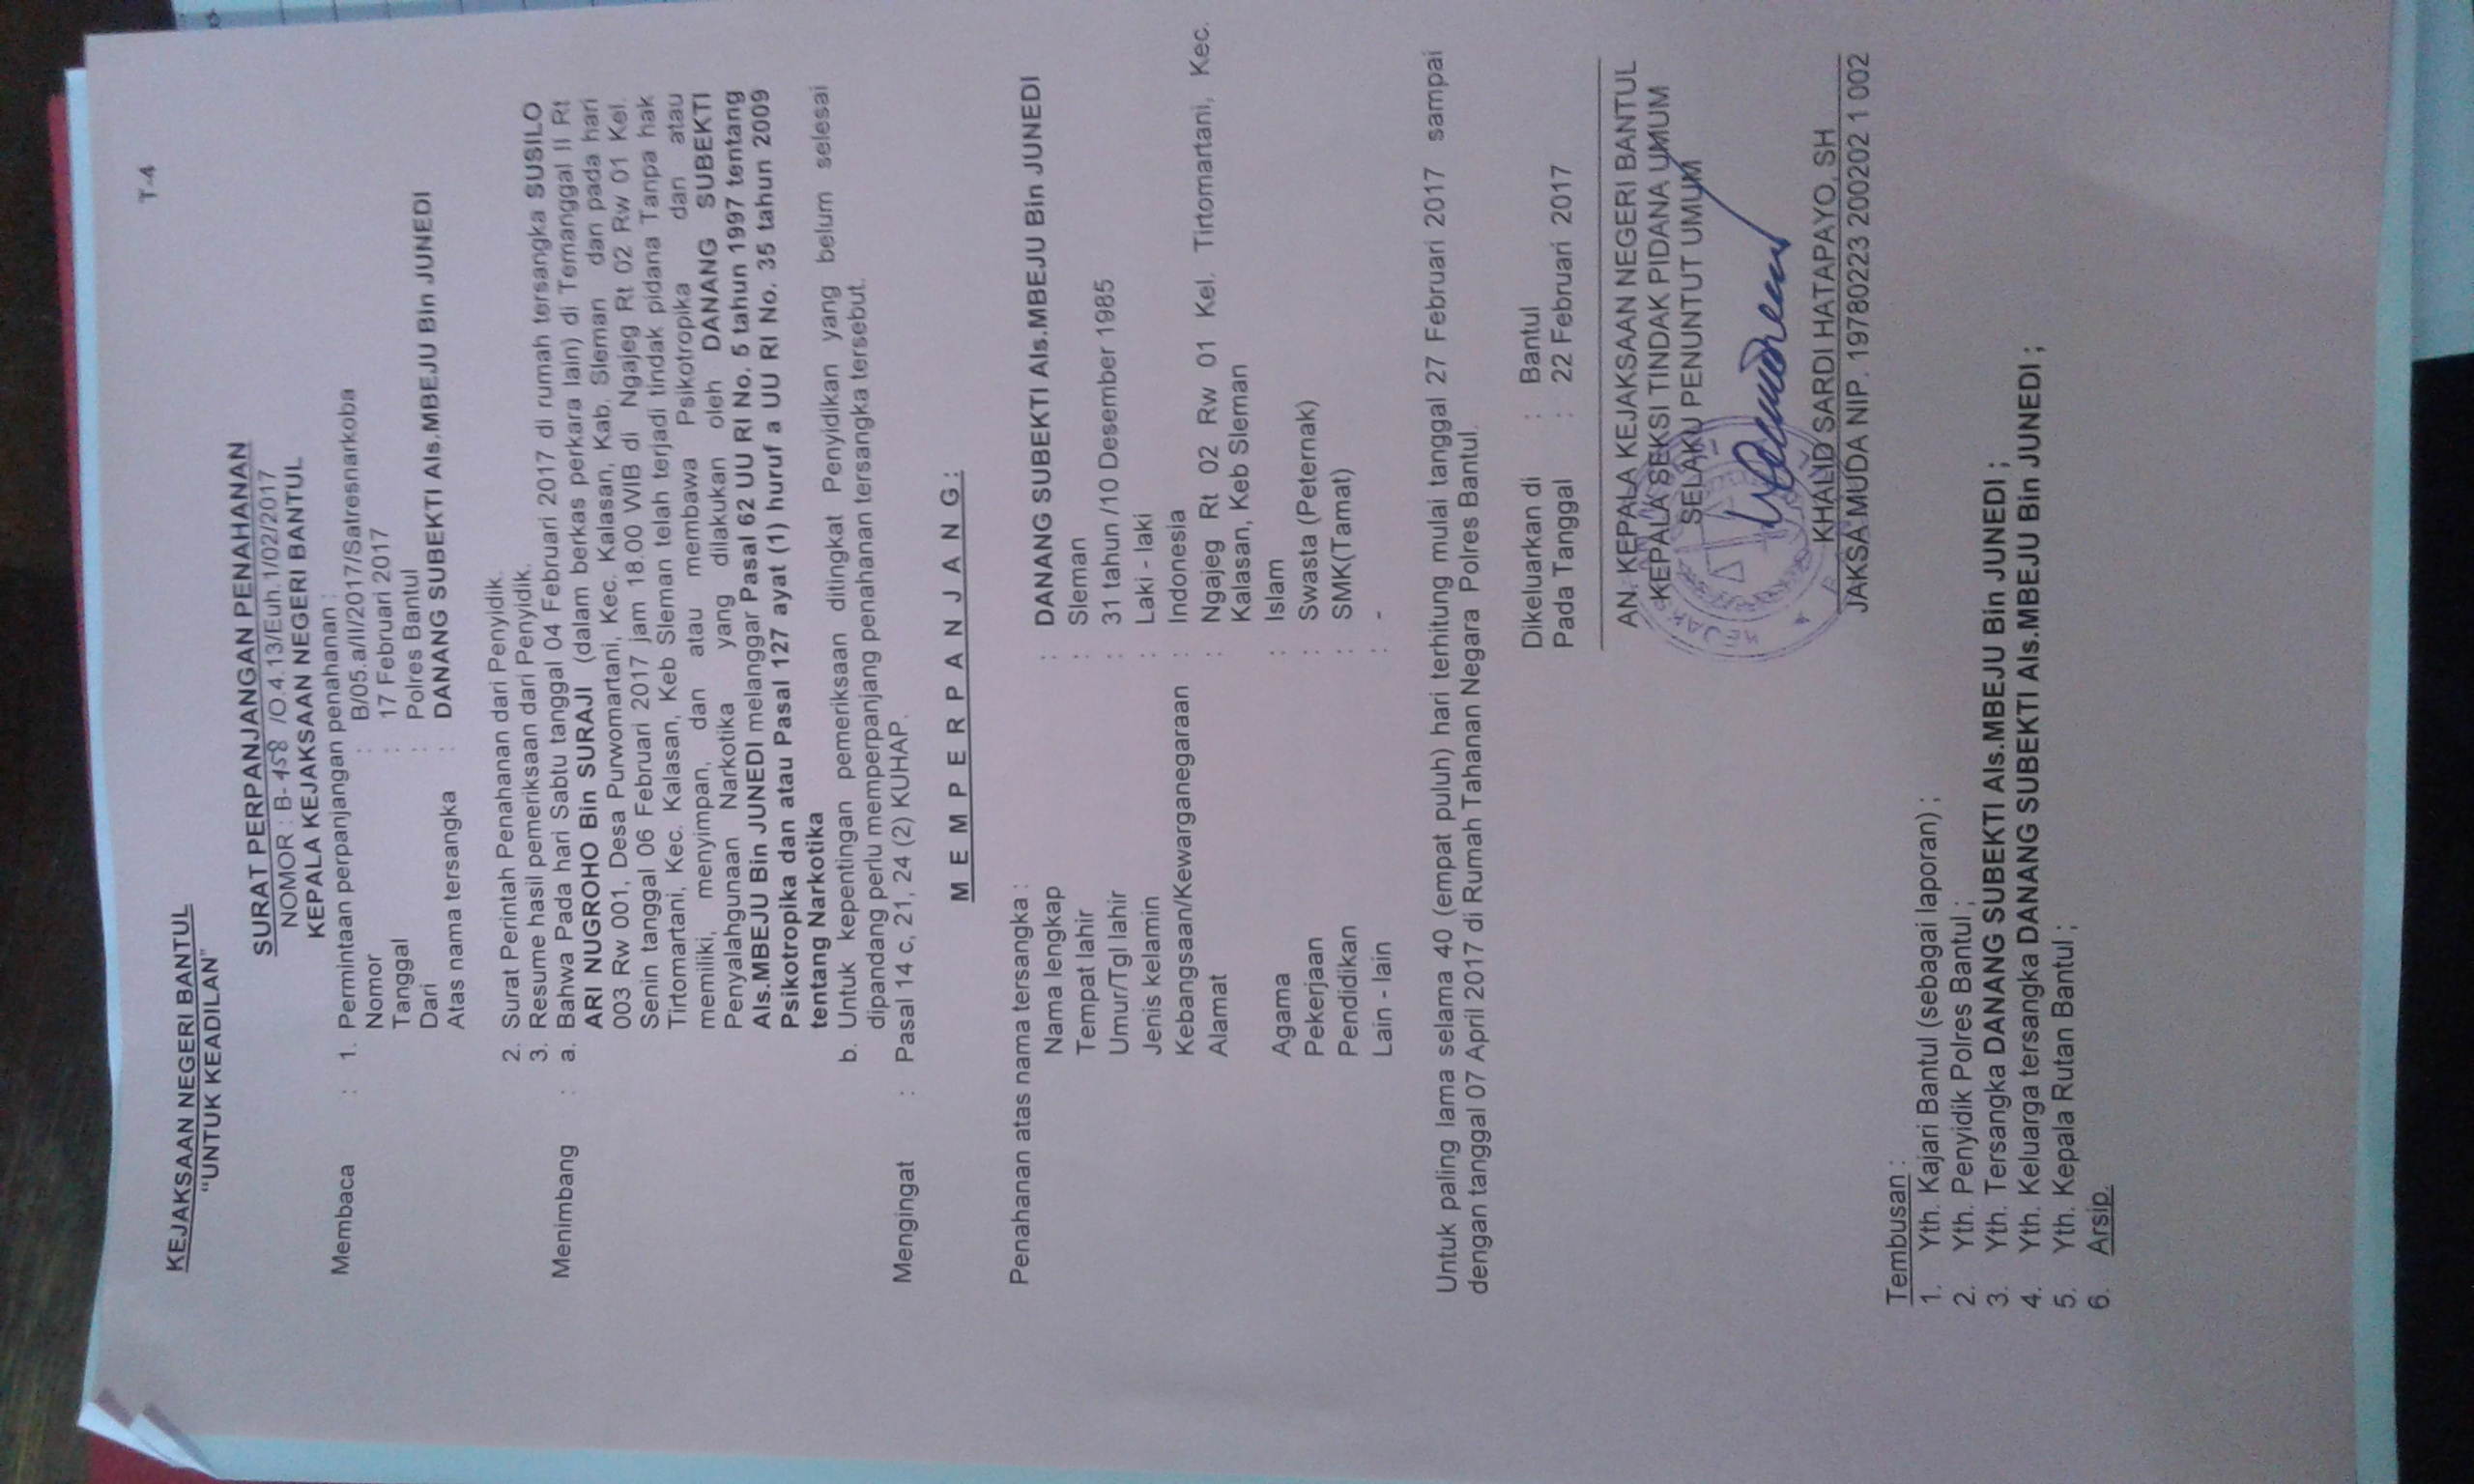 T-4
KEJAKSAAN NEGERI BANTUL
"UNTUK KEADILAN"
SURAT PERPANJANGAN PENAHANAN
NOMOR : B-458 /O.4.13/Euh.1/02/2017
KEPALA KEJAKSAAN NEGERI BANTUL
Membaca : 1. Permintaan perpanjangan penahanan :
Nomor : B/05.a/II/2017/Satresnarkoba
Tanggal : 17 Februari 2017
Dari : Polres Bantul
Atas nama tersangka : DANANG SUBEKTI Als.MBEJU Bin JUNEDI
2. Surat Perintah Penahanan dari Penyidik.
3. Resume hasil pemeriksaan dari Penyidik.
Menimbang : a. Bahwa Pada hari Sabtu tanggal 04 Februari 2017 di rumah tersangka SUSILO
ARI NUGROHO Bin SURAJI (dalam berkas perkara lain) di Temanggal II Rt
003 Rw 001, Desa Purwomartani, Kec. Kalasan, Kab. Sleman dan pada hari
Senin tanggal 06 Februari 2017 jam 18.00 WIB di Ngajeg Rt 02 Rw 01 Kel.
Tirtomartani, Kec. Kalasan, Keb Sleman telah terjadi tindak pidana Tanpa hak
memiliki, menyimpan, dan atau membawa Psikotropika dan atau
Penyalahgunaan Narkotika yang dilakukan oleh DANANG SUBEKTI
Als.MBEJU Bin JUNEDI melanggar Pasal 62 UU RI No. 5 tahun 1997 tentang
Psikotropika dan atau Pasal 127 ayat (1) huruf a UU RI No. 35 tahun 2009
tentang Narkotika
b. Untuk kepentingan pemeriksaan ditingkat Penyidikan yang belum selesai
dipandang perlu memperpanjang penahanan tersangka tersebut.
Mengingat : Pasal 14 c, 21, 24 (2) KUHAP.
M E M P E R P A N J A N G :
Penahanan atas nama tersangka :
Nama lengkap : DANANG SUBEKTI Als.MBEJU Bin JUNEDI
Tempat lahir : Sleman
Umur/Tgl lahir : 31 tahun /10 Desember 1985
Jenis kelamin : Laki - laki
Kebangsaan/Kewarganegaraan : Indonesia
Alamat : Ngajeg Rt 02 Rw 01 Kel. Tirtomartani, Kec.
Kalasan, Keb Sleman
Agama : Islam
Pekerjaan : Swasta (Peternak)
Pendidikan : SMK(Tamat)
Lain - lain : -
Untuk paling lama selama 40 (empat puluh) hari terhitung mulai tanggal 27 Februari 2017 sampai
dengan tanggal 07 April 2017 di Rumah Tahanan Negara Polres Bantul.
Dikeluarkan di : Bantul
Pada Tanggal : 22 Februari 2017
AN. KEPALA KEJAKSAAN NEGERI BANTUL
KEPALA SEKSI TINDAK PIDANA UMUM
SELAKU PENUNTUT UMUM
KHALID SARDI HATAPAYO, SH
JAKSA MUDA NIP. 19780223 200202 1 002
Tembusan :
1. Yth. Kajari Bantul (sebagai laporan) ;
2. Yth. Penyidik Polres Bantul ;
3. Yth. Tersangka DANANG SUBEKTI Als.MBEJU Bin JUNEDI ;
4. Yth. Keluarga tersangka DANANG SUBEKTI Als.MBEJU Bin JUNEDI ;
5. Yth. Kepala Rutan Bantul ;
6. Arsip.